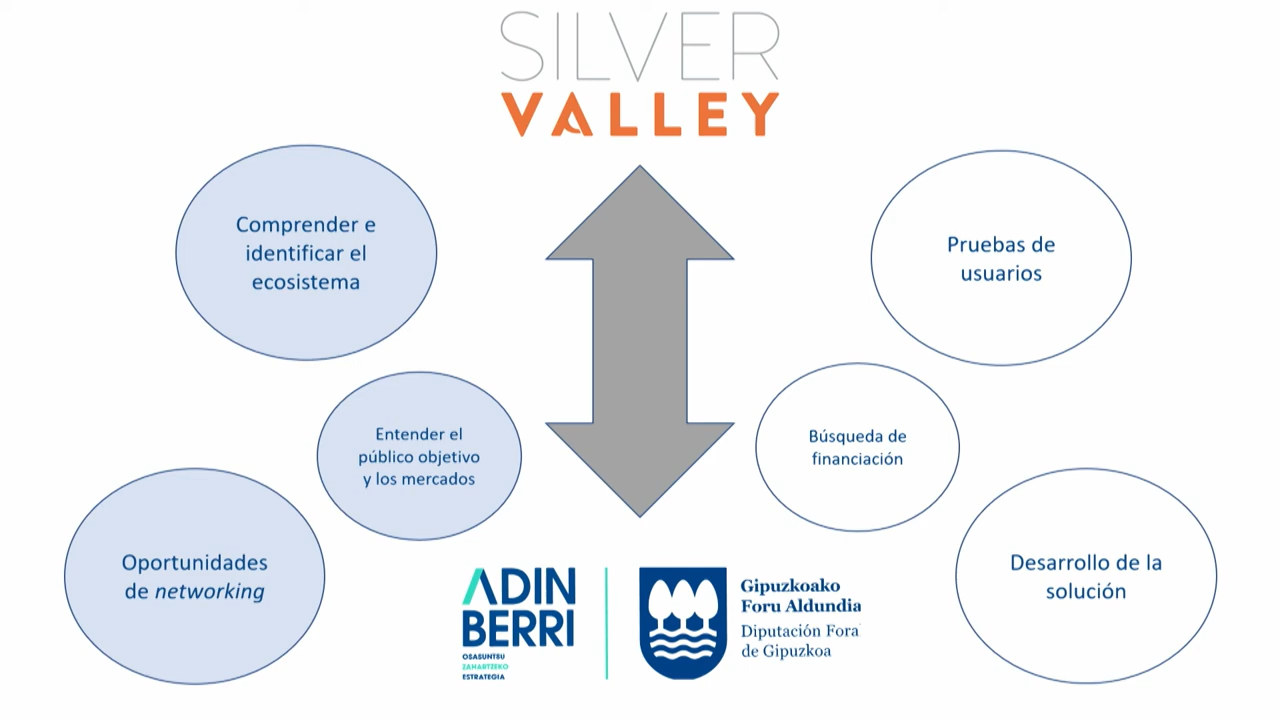 SILVER
VALLEY
Comprender e
identificar el
ecosistema
Pruebas de
usuarios
Entender el
público objetivo
y los mercados
Búsqueda de
financiación
Oportunidades
de networking
Desarrollo de la
solución
ADIN
BERRI
OSASUNTSU
ZAHARTZEKO
ESTRATEGIA
Gipuzkoako
Foru Aldundia
Diputación Fora
de Gipuzkoa